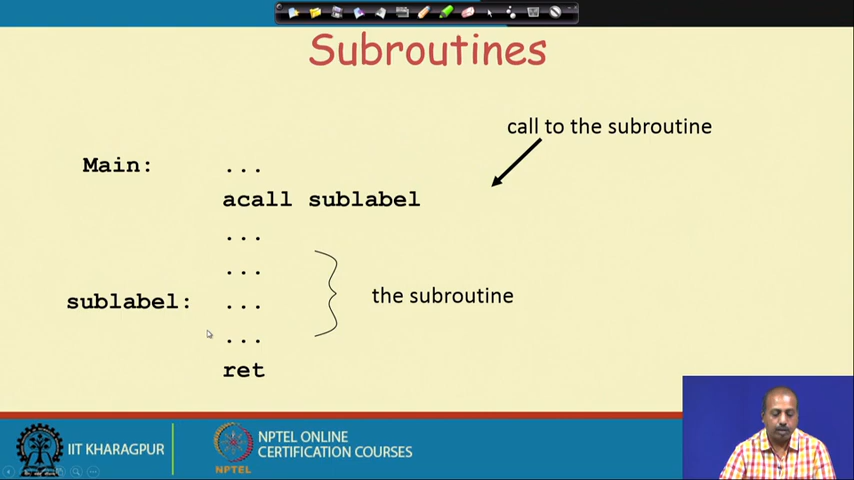 Subroutines
call to the subroutine
Main: ...
acall sublabel
...
...
sublabel: ...
the subroutine
...
ret
IIT KHARAGPUR
NPTEL
NPTEL ONLINE
CERTIFICATION COURSES